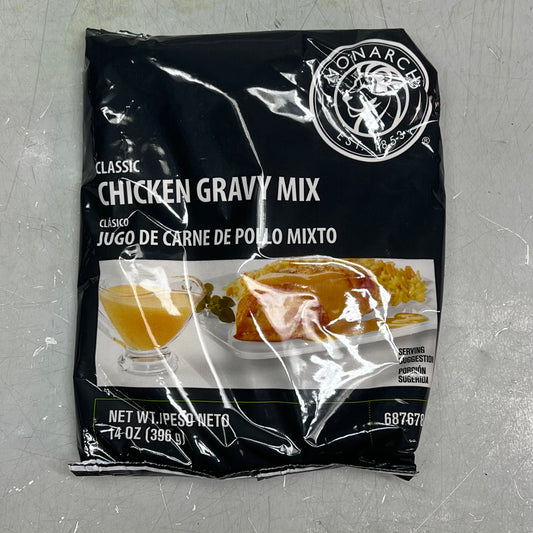 MONARCH
EST. 1853
®
CLASSIC
CHICKEN GRAVY MIX
CLÁSICO
JUGO DE CARNE DE POLLO MIXTO
SERVING
SUGGESTION
PORCIÓN
SUGERIDA
NET WT./PESO NETO
14 OZ (396 g)
687678